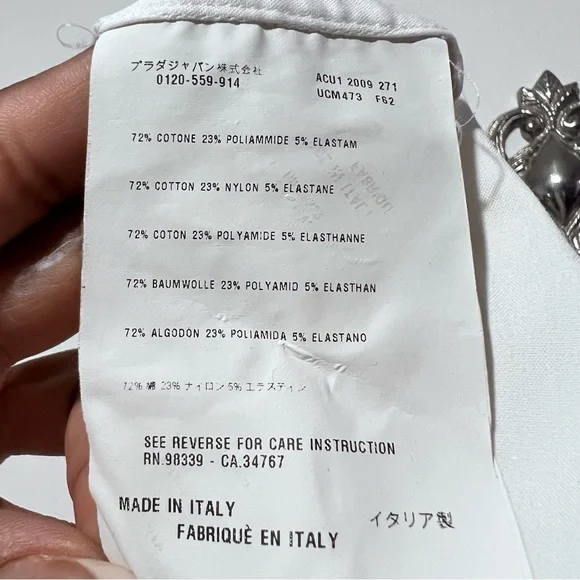 プラダジャパン株式会社
0120-559-914
ACU1 2009 271
UCM473 F62
72% COTONE 23% POLIAMMIDE 5% ELASTAM
72% COTTON 23% NYLON 5% ELASTANE
72% COTON 23% POLYAMIDE 5% ELASTHANNE
72% BAUMWOLLE 23% POLYAMID 5% ELASTHAN
72% ALGODÓN 23% POLIAMIDA 5% ELASTANO
72% 綿 23% ナイロン 5% エラスティン
SEE REVERSE FOR CARE INSTRUCTION
RN.98339 - CA.34767
MADE IN ITALY
FABRIQUÈ EN ITALY
イタリア製